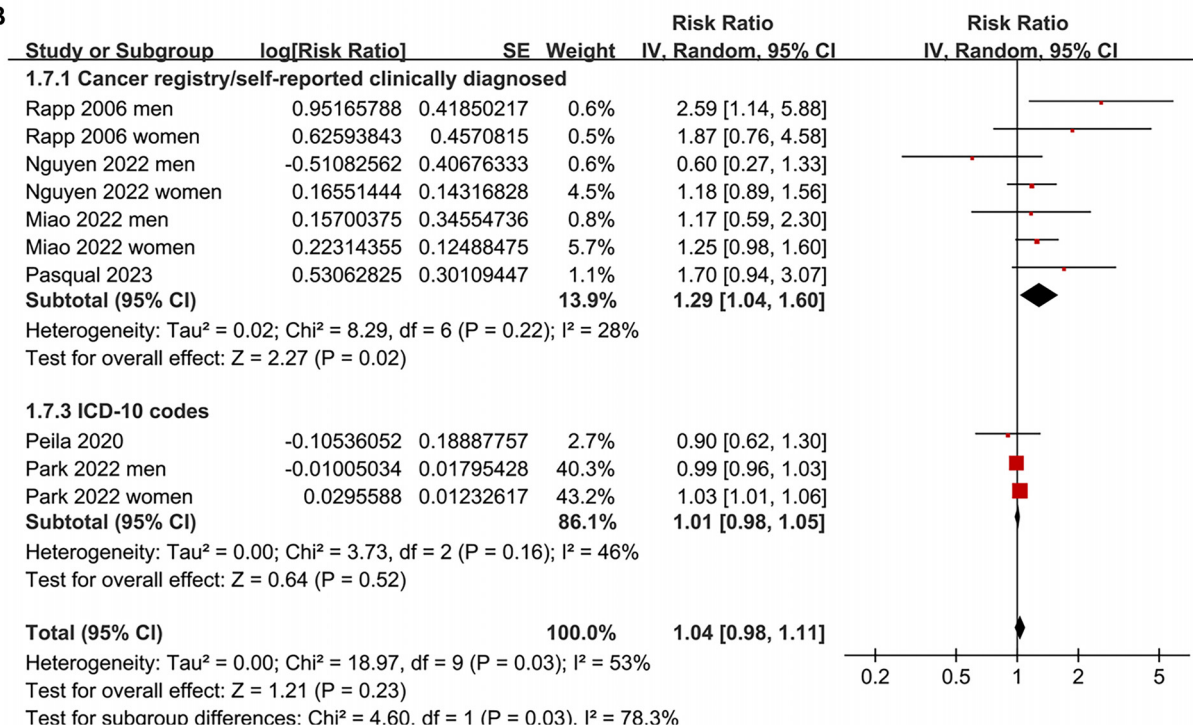 B
Risk Ratio Risk Ratio
Study or Subgroup log[Risk Ratio] SE Weight IV, Random, 95% CI IV, Random, 95% CI
1.7.1 Cancer registry/self-reported clinically diagnosed
Rapp 2006 men 0.95165788 0.41850217 0.6% 2.59 [1.14, 5.88]
Rapp 2006 women 0.62593843 0.4570815 0.5% 1.87 [0.76, 4.58]
Nguyen 2022 men -0.51082562 0.40676333 0.6% 0.60 [0.27, 1.33]
Nguyen 2022 women 0.16551444 0.14316828 4.5% 1.18 [0.89, 1.56]
Miao 2022 men 0.15700375 0.34554736 0.8% 1.17 [0.59, 2.30]
Miao 2022 women 0.22314355 0.12488475 5.7% 1.25 [0.98, 1.60]
Pasqual 2023 0.53062825 0.30109447 1.1% 1.70 [0.94, 3.07]
Subtotal (95% CI) 13.9% 1.29 [1.04, 1.60]
Heterogeneity: Tau² = 0.02; Chi² = 8.29, df = 6 (P = 0.22); I² = 28%
Test for overall effect: Z = 2.27 (P = 0.02)
1.7.3 ICD-10 codes
Peila 2020 -0.10536052 0.18887757 2.7% 0.90 [0.62, 1.30]
Park 2022 men -0.01005034 0.01795428 40.3% 0.99 [0.96, 1.03]
Park 2022 women 0.0295588 0.01232617 43.2% 1.03 [1.01, 1.06]
Subtotal (95% CI) 86.1% 1.01 [0.98, 1.05]
Heterogeneity: Tau² = 0.00; Chi² = 3.73, df = 2 (P = 0.16); I² = 46%
Test for overall effect: Z = 0.64 (P = 0.52)
Total (95% CI) 100.0% 1.04 [0.98, 1.11]
Heterogeneity: Tau² = 0.00; Chi² = 18.97, df = 9 (P = 0.03); I² = 53%
0.2 0.5 1 2 5
Test for overall effect: Z = 1.21 (P = 0.23)
Test for subgroup differences: Chi² = 4.60, df = 1 (P = 0.03), I² = 78.3%